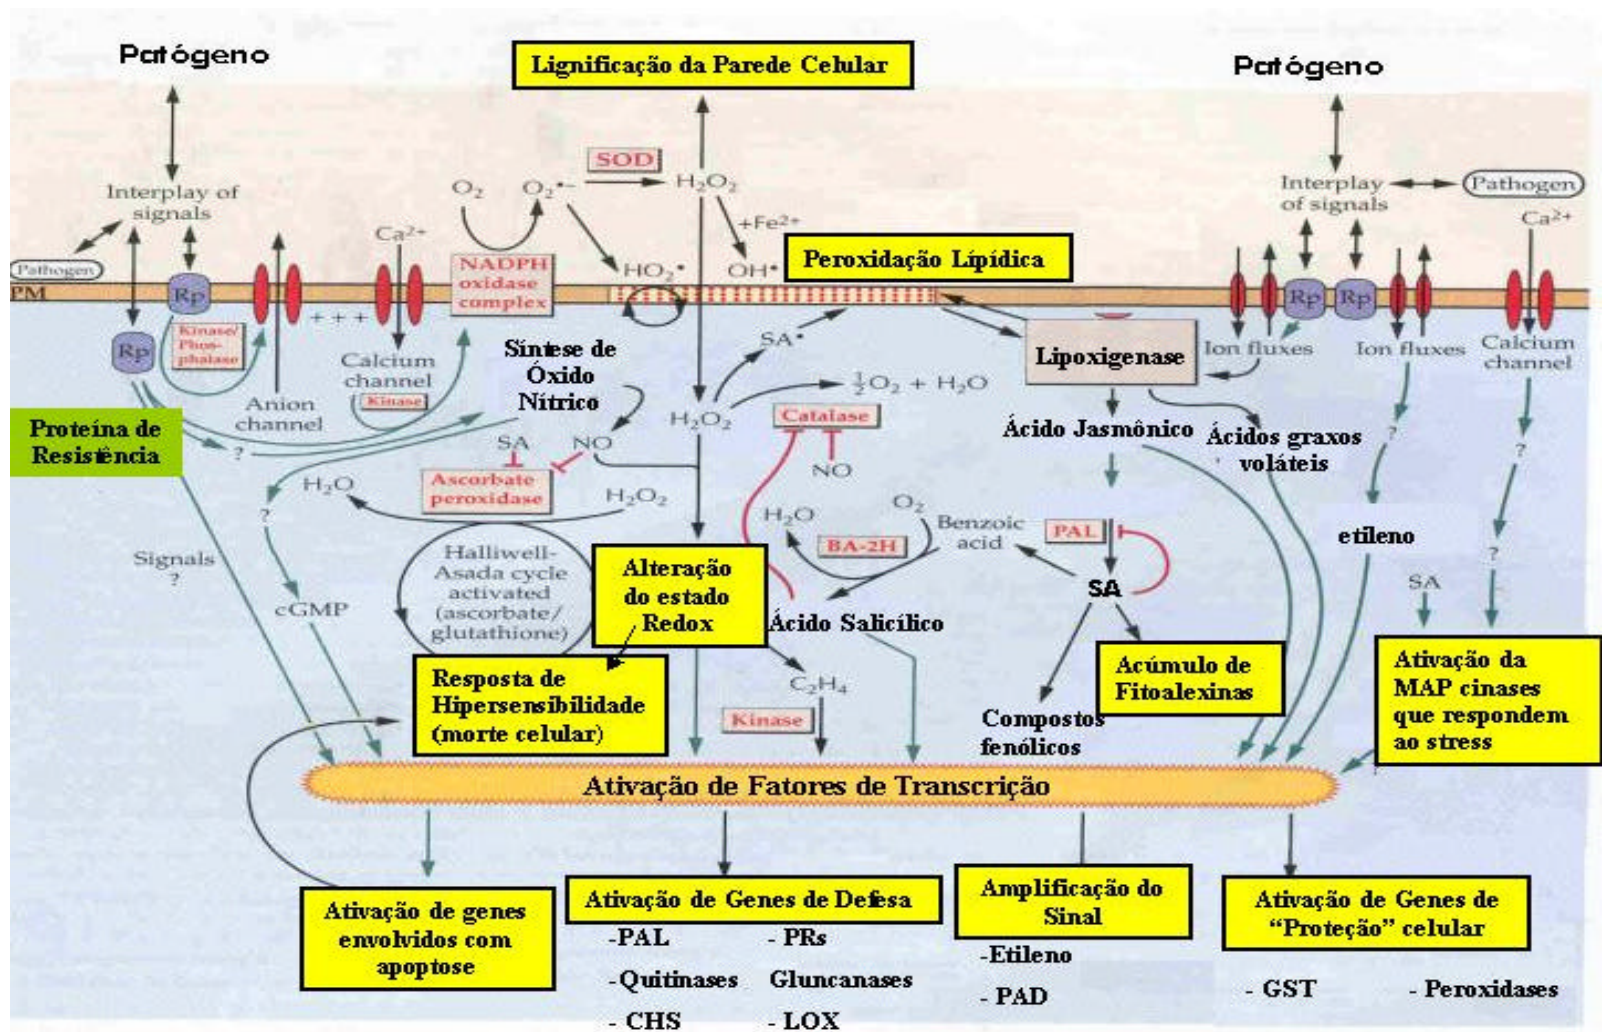 Patógeno
Lignificação da Parede Celular
Patógeno
SOD
O₂
O₂•−
H₂O₂
Interplay of
signals
Interplay
of signals
Pathogen
+Fe²⁺
Ca²⁺
Ca²⁺
Pathogen
NADPH
oxidase
complex
HO₂•
OH•
Peroxidação Lipídica
PM
Rp
Rp
Rp
+ + +
Rp
Kinase/
Phos-
phatase
Calcium
channel
Kinase
Anion
channel
Síntese de
Óxido
Nítrico
SA•
Lipoxigenase
Ion fluxes
Ion fluxes
Calcium
channel
½O₂ + H₂O
H₂O₂
Catalase
NO
Ácido Jasmônico
Ácidos graxos
voláteis
?
?
Proteína de
Resistência
?
SA
NO
Ascorbate
peroxidase
H₂O
H₂O₂
?
H₂O
O₂
BA-2H
Benzoic
acid
PAL
SA
etileno
?
SA
Signals
?
cGMP
Halliwell-
Asada cycle
activated
(ascorbate/
glutathione)
Alteração
do estado
Redox
Ácido Salicílico
Resposta de
Hipersensibilidade
(morte celular)
C₂H₄
Kinase
Compostos
fenólicos
Acúmulo de
Fitoalexinas
Ativação da
MAP cinases
que respondem
ao stress
Ativação de Fatores de Transcrição
Ativação de genes
envolvidos com
apoptose
Ativação de Genes de Defesa
-PAL
- PRs
-Quitinases
Gluncanases
- CHS
- LOX
Amplificação do
Sinal
-Etileno
- PAD
Ativação de Genes de
“Proteção” celular
- GST
- Peroxidases